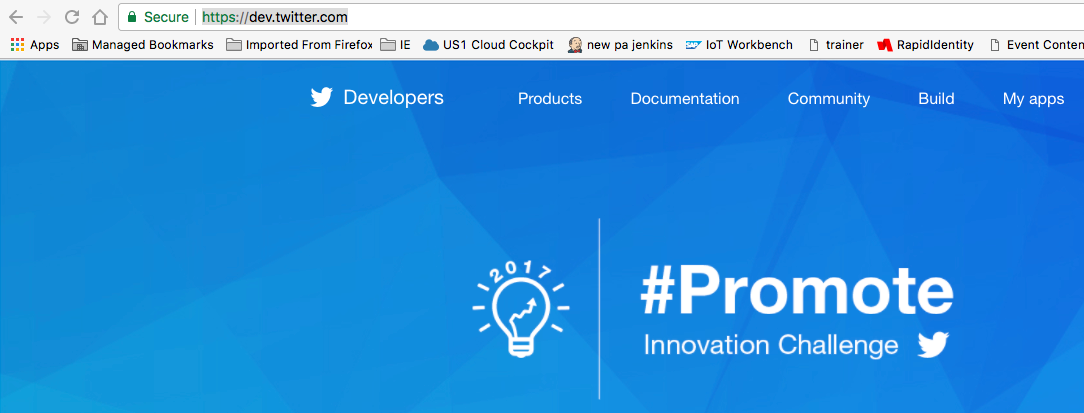 Secure https://dev.twitter.com
Apps Managed Bookmarks Imported From Firefox IE US1 Cloud Cockpit new pa jenkins SAP IoT Workbench trainer RapidIdentity Event Conten
Developers Products Documentation Community Build My apps
2017
#Promote
Innovation Challenge